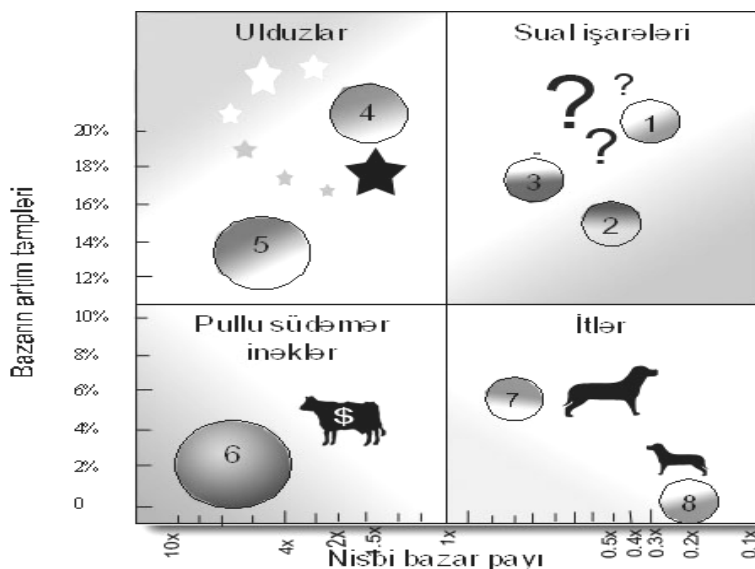 Ulduzlar
Sual işarələri
?
?
?
4
1
3
2
5
Bazarın artım templəri
20%
18%
16%
14%
12%
10%
8%
6%
4%
2%
0
Pullu südəmər
inəklər
$
6
İtlər
7
8
10x
4x
2x
1.5x
1x
0.5x
0.4x
0.3x
0.2x
0.1x
Nisbi bazar payı